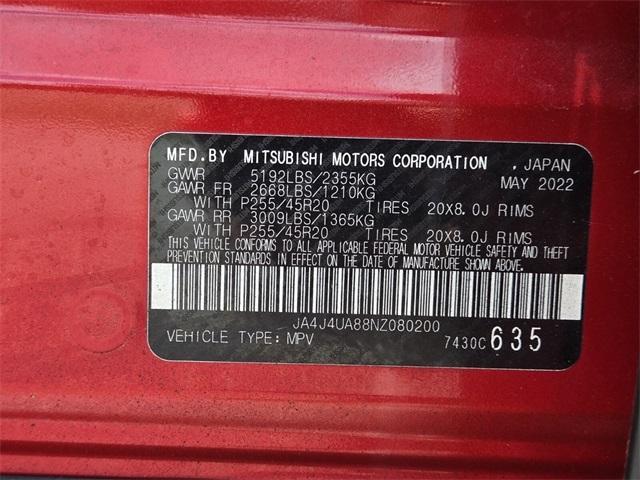 MFD.BY MITSUBISHI MOTORS CORPORATION , JAPAN
GVWR 5192LBS/2355KG MAY 2022
GAWR FR 2668LBS/1210KG
WITH P255/45R20 TIRES 20X8.0J RIMS
GAWR RR 3009LBS/1365KG
WITH P255/45R20 TIRES 20X8.0J RIMS
THIS VEHICLE CONFORMS TO ALL APPLICABLE FEDERAL MOTOR VEHICLE SAFETY AND THEFT
PREVENTION STANDARDS IN EFFECT ON THE DATE OF MANUFACTURE SHOWN ABOVE.
JA4J4UA88NZ080200
VEHICLE TYPE:MPV 7430C 635